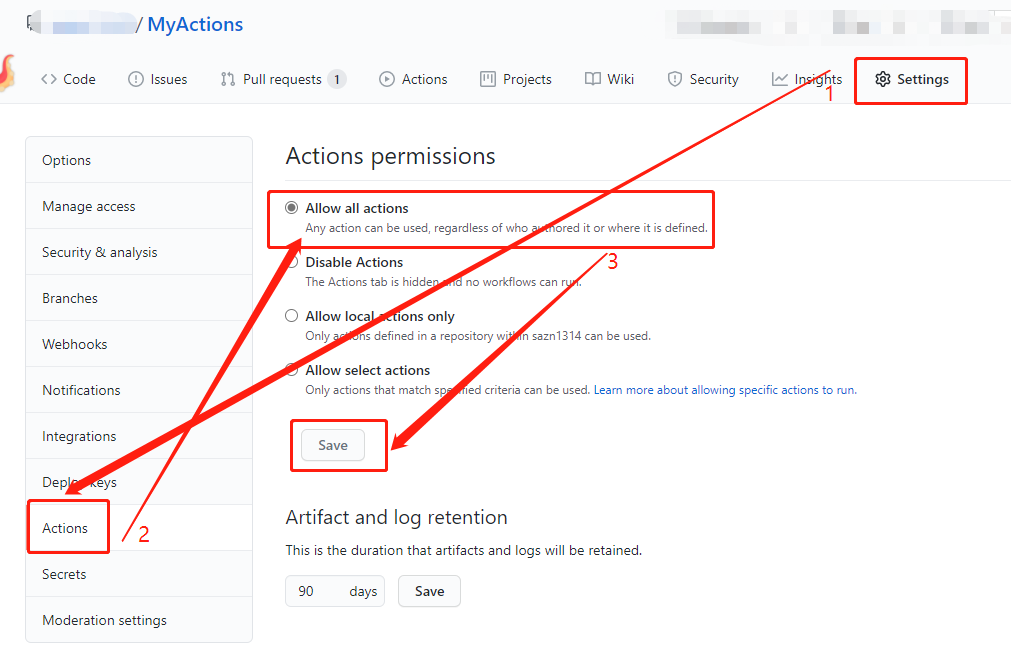 / MyActions
Code Issues Pull requests 1 Actions Projects Wiki Security Insights Settings
1
Options
Manage access
Security & analysis
Branches
Webhooks
Notifications
Integrations
Deploy keys
Actions
Secrets
Moderation settings
2
Actions permissions
Allow all actions
Any action can be used, regardless of who authored it or where it is defined.
3
Disable Actions
The Actions tab is hidden and no workflows can run.
Allow local actions only
Only actions defined in a repository within sazn1314 can be used.
Allow select actions
Only actions that match specified criteria can be used. Learn more about allowing specific actions to run.
Save
Artifact and log retention
This is the duration that artifacts and logs will be retained.
90 days Save